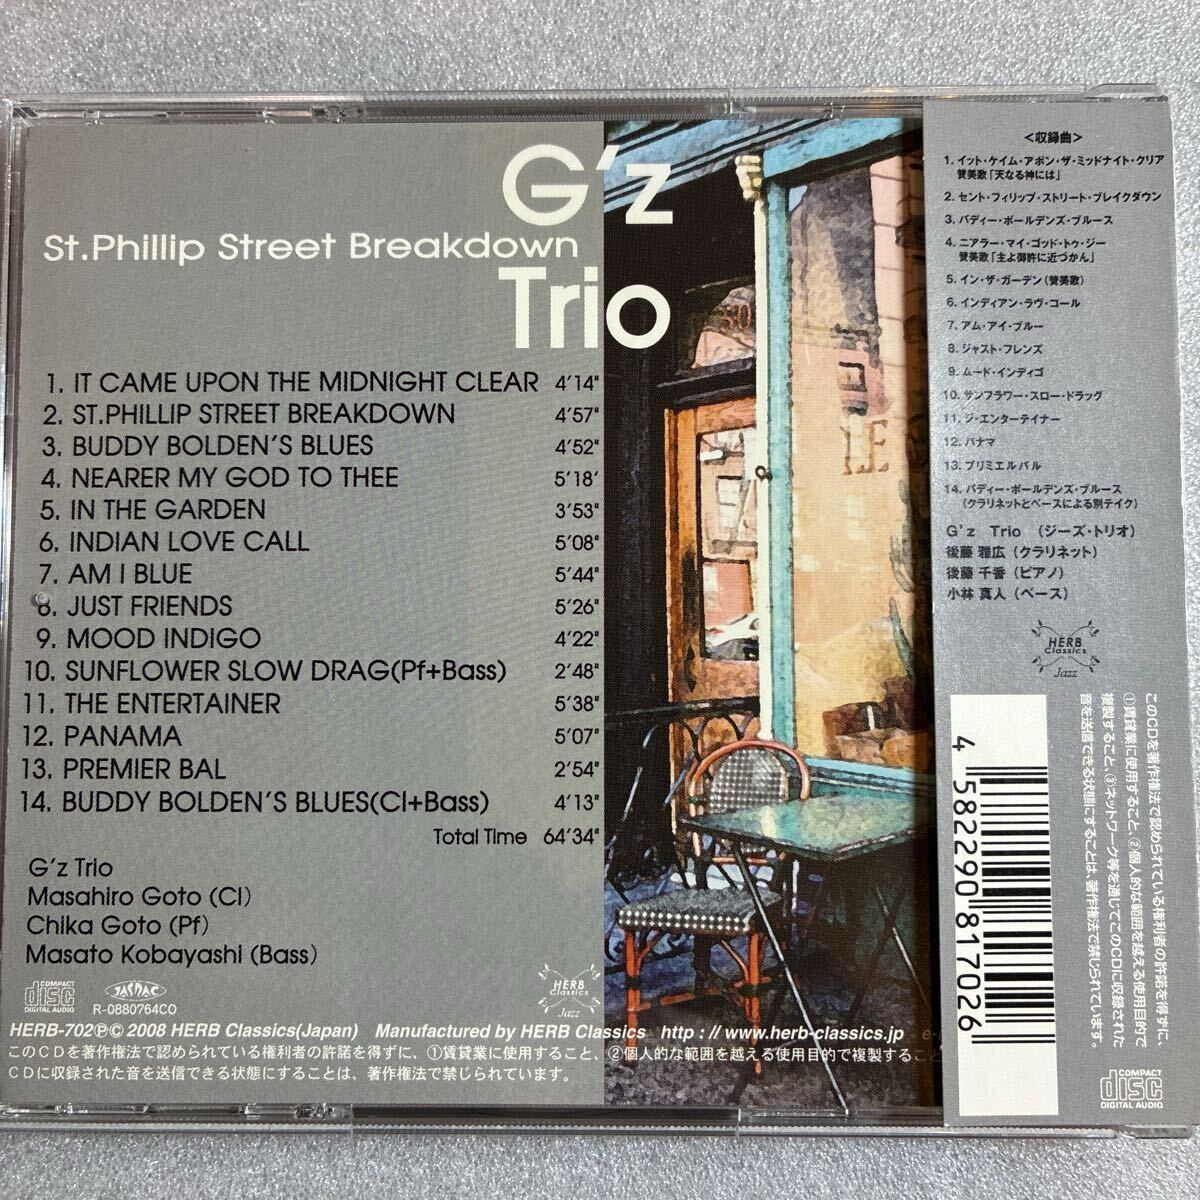 G'z
St.Phillip Street Breakdown
Trio
1. IT CAME UPON THE MIDNIGHT CLEAR 4'14"
2. ST.PHILLIP STREET BREAKDOWN 4'57"
3. BUDDY BOLDEN'S BLUES 4'52"
4. NEARER MY GOD TO THEE 5'18'
5. IN THE GARDEN 3'53"
6. INDIAN LOVE CALL 5'08"
7. AM I BLUE 5'44"
8. JUST FRIENDS 5'26"
9. MOOD INDIGO 4'22"
10. SUNFLOWER SLOW DRAG(Pf+Bass) 2'48"
11. THE ENTERTAINER 5'38"
12. PANAMA 5'07"
13. PREMIER BAL 2'54"
14. BUDDY BOLDEN'S BLUES(Cl+Bass) 4'13"
Total Time 64'34"
G'z Trio
Masahiro Goto (Cl)
Chika Goto (Pf)
Masato Kobayashi (Bass)
COMPACT
disc
DIGITAL AUDIO
JASRAC
R-0880764CO
HERB
Classics
Jazz
HERB-702℗© 2008 HERB Classics(Japan) Manufactured by HERB Classics http : // www.herb-classics.jp
このCDを著作権法で認められている権利者の許諾を得ずに、①賃貸業に使用すること、②個人的な範囲を越える使用目的で複製すること
CDに収録された音を送信できる状態にすることは、著作権法で禁じられています。
<収録曲>
1. イット・ケイム・アポン・ザ・ミッドナイト・クリア
賛美歌「天なる神には」
2. セント・フィリップ・ストリート・ブレイクダウン
3. バディー・ボールデンズ・ブルース
4. ニアラー・マイ・ゴッド・トゥ・ジー
賛美歌「主よ御許に近づかん」
5. イン・ザ・ガーデン(賛美歌)
6. インディアン・ラヴ・コール
7. アム・アイ・ブルー
8. ジャスト・フレンズ
9. ムード・インディゴ
10. サンフラワー・スロー・ドラッグ
11. ジ・エンターテイナー
12. パナマ
13. プリミエルバル
14. バディー・ボールデンズ・ブルース
(クラリネットとベースによる別テイク)
G'z Trio (ジーズ・トリオ)
後藤 雅広(クラリネット)
後藤 千香(ピアノ)
小林 真人(ベース)
HERB
Classics
Jazz
このCDを著作権法で認められている権利者の許諾を得ずに、
①賃貸業に使用すること、②個人的な範囲を越える使用目的で
複製すること、③ネットワーク等を通じてこのCDに収録された
音を送信できる状態にすることは、著作権法で禁じられています。
4 582290 817026
COMPACT
disc
DIGITAL AUDIO